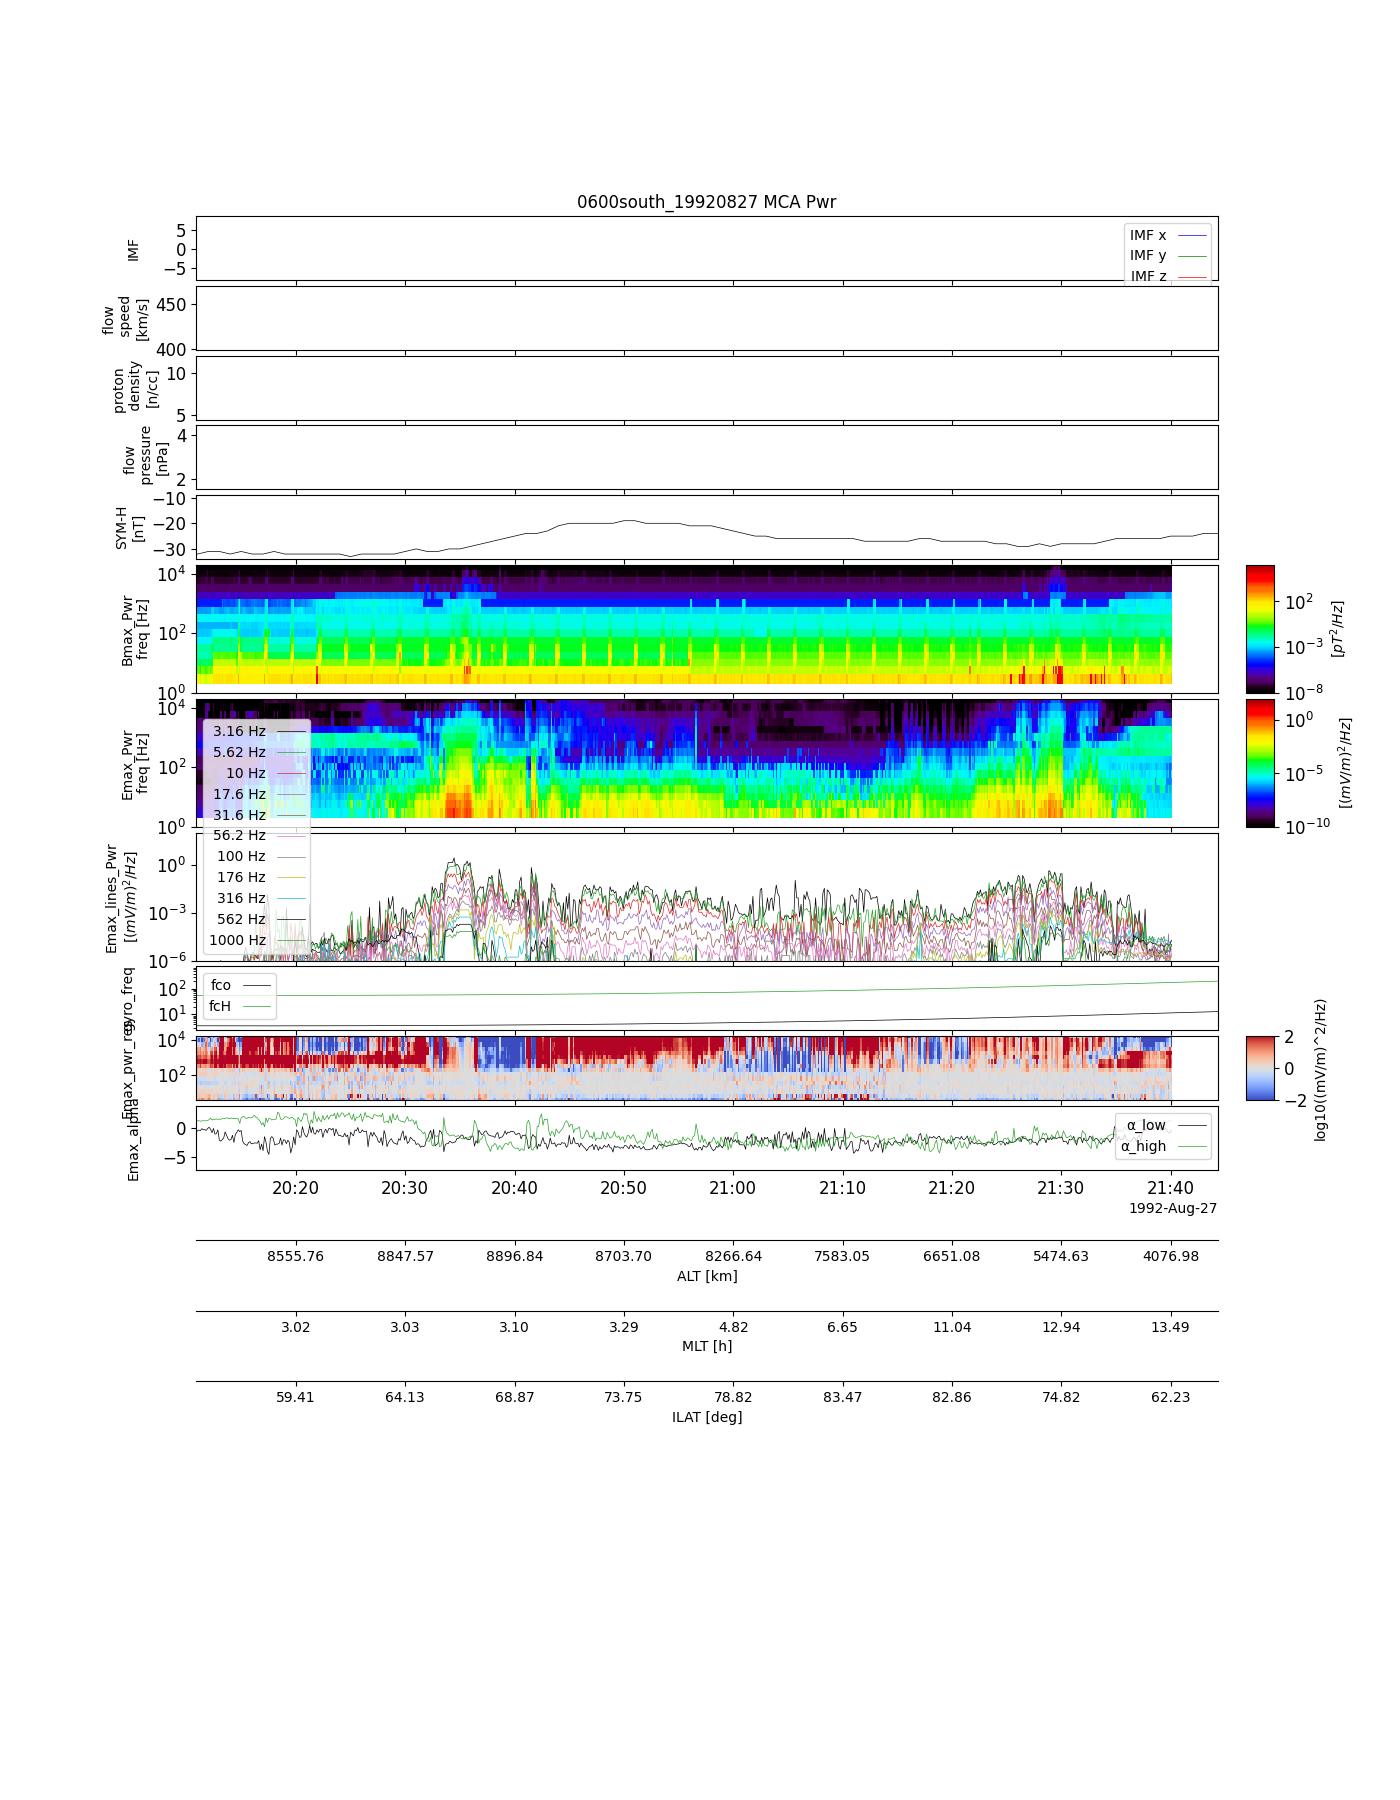 0600south_19920827 MCA Pwr
IMF
5
0
−5
IMF x
IMF y
IMF z
flow
speed
[km/s]
450
400
proton
density
[n/cc]
10
5
flow
pressure
[nPa]
4
2
SYM-H
[nT]
−10
−20
−30
Bmax_Pwr
freq [Hz]
10^4
10^2
10^0
10^2
10^−3
10^−8
[pT^2/Hz]
Emax_Pwr
freq [Hz]
10^4
10^2
10^0
10^0
10^−5
10^−10
[(mV/m)^2/Hz]
3.16 Hz
5.62 Hz
10 Hz
17.6 Hz
31.6 Hz
56.2 Hz
100 Hz
176 Hz
316 Hz
562 Hz
1000 Hz
Emax_lines_Pwr
[(mV/m)^2/Hz]
10^0
10^−3
10^−6
gyro_freq
10^2
10^1
fco
fcH
Emax_pwr_reg
10^4
10^2
2
0
−2
log10((mV/m)^2/Hz)
Emax_alpha
0
−5
α_low
α_high
20:20 20:30 20:40 20:50 21:00 21:10 21:20 21:30 21:40
1992-Aug-27
8555.76 8847.57 8896.84 8703.70 8266.64 7583.05 6651.08 5474.63 4076.98
ALT [km]
3.02 3.03 3.10 3.29 4.82 6.65 11.04 12.94 13.49
MLT [h]
59.41 64.13 68.87 73.75 78.82 83.47 82.86 74.82 62.23
ILAT [deg]